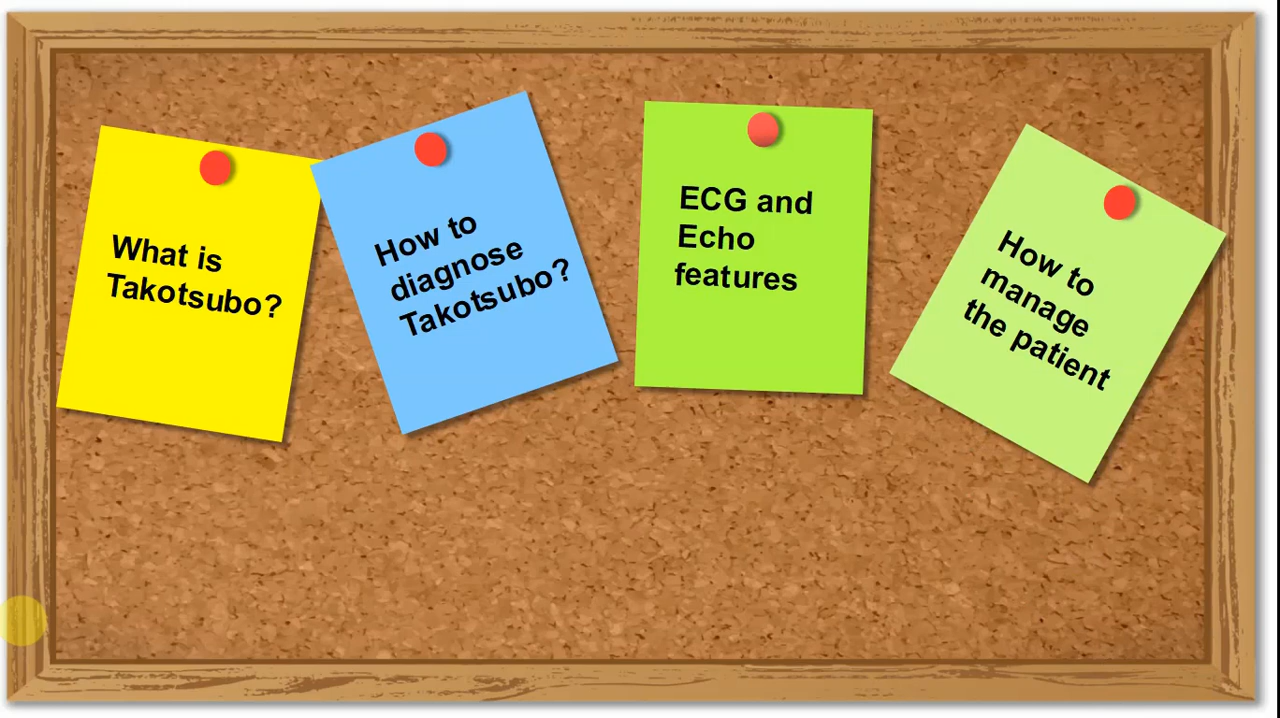 What is
Takotsubo?
How to
diagnose
Takotsubo?
ECG and
Echo
features
How to
manage
the patient